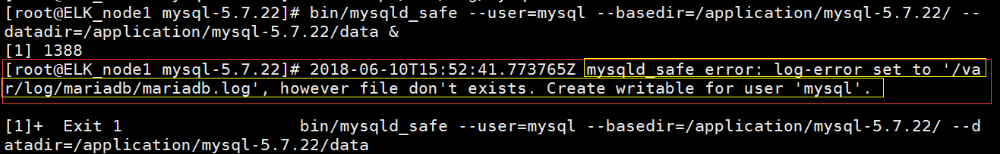 [root@ELK_node1 mysql-5.7.22]# bin/mysqld_safe --user=mysql --basedir=/application/mysql-5.7.22/ --
datadir=/application/mysql-5.7.22/data &
[1] 1388
[root@ELK_node1 mysql-5.7.22]# 2018-06-10T15:52:41.773765Z mysqld_safe error: log-error set to '/va
r/log/mariadb/mariadb.log', however file don't exists. Create writable for user 'mysql'.
[1]+  Exit 1                  bin/mysqld_safe --user=mysql --basedir=/application/mysql-5.7.22/ --d
atadir=/application/mysql-5.7.22/data